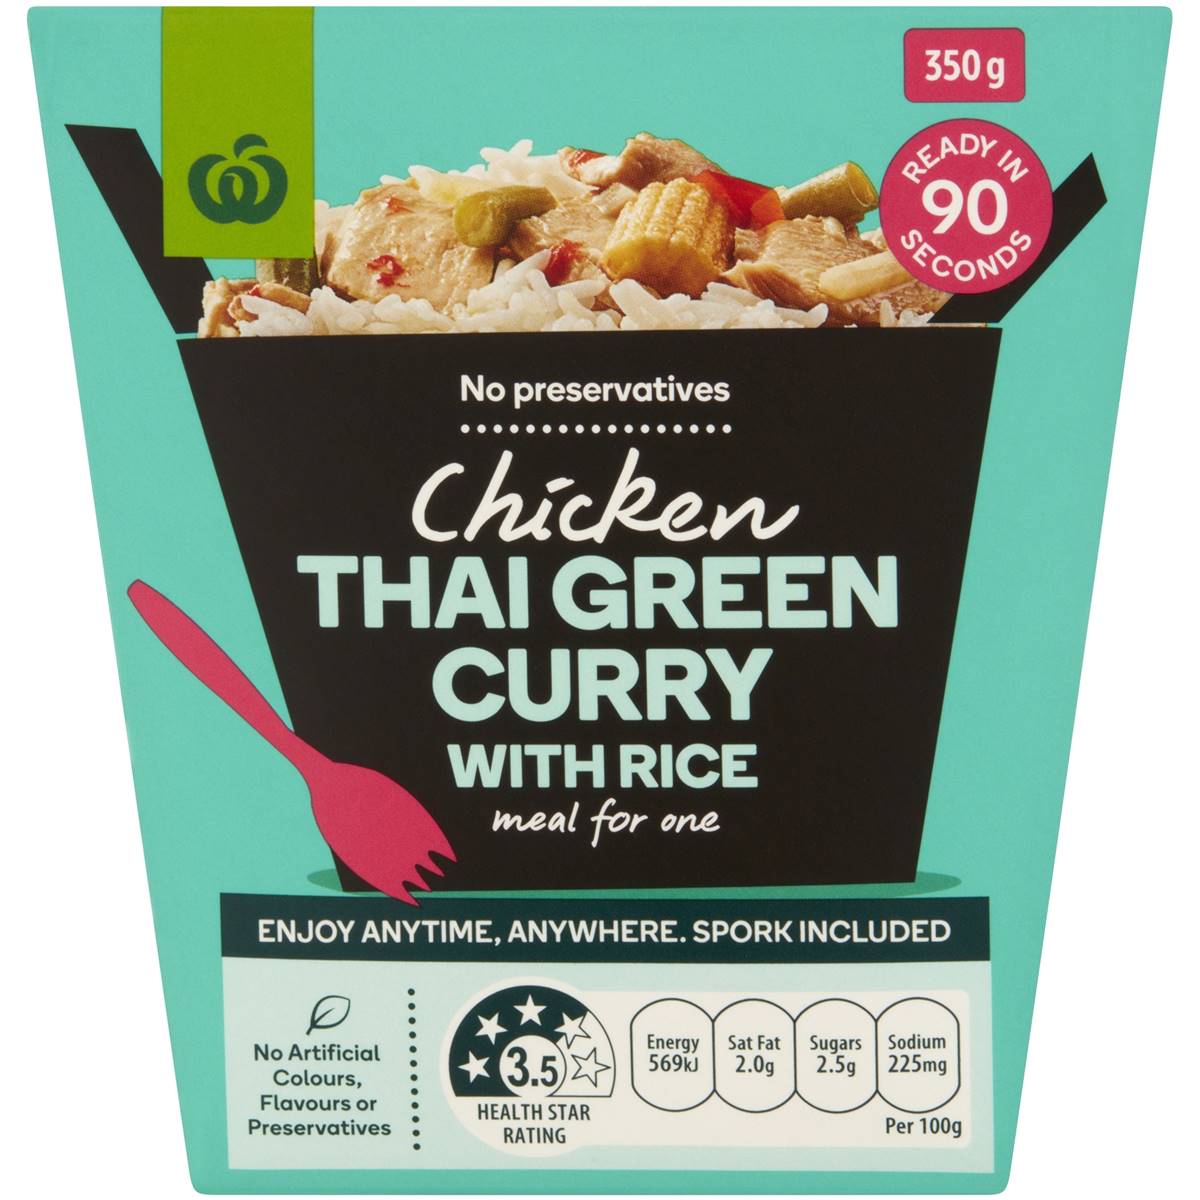 350g
READY IN
90
SECONDS
No preservatives
Chicken
THAI GREEN
CURRY
WITH RICE
meal for one
ENJOY ANYTIME, ANYWHERE. SPORK INCLUDED
No Artificial
Colours,
Flavours or
Preservatives
3.5
HEALTH STAR
RATING
Energy
569kJ
Sat Fat
2.0g
Sugars
2.5g
Sodium
225mg
Per 100g